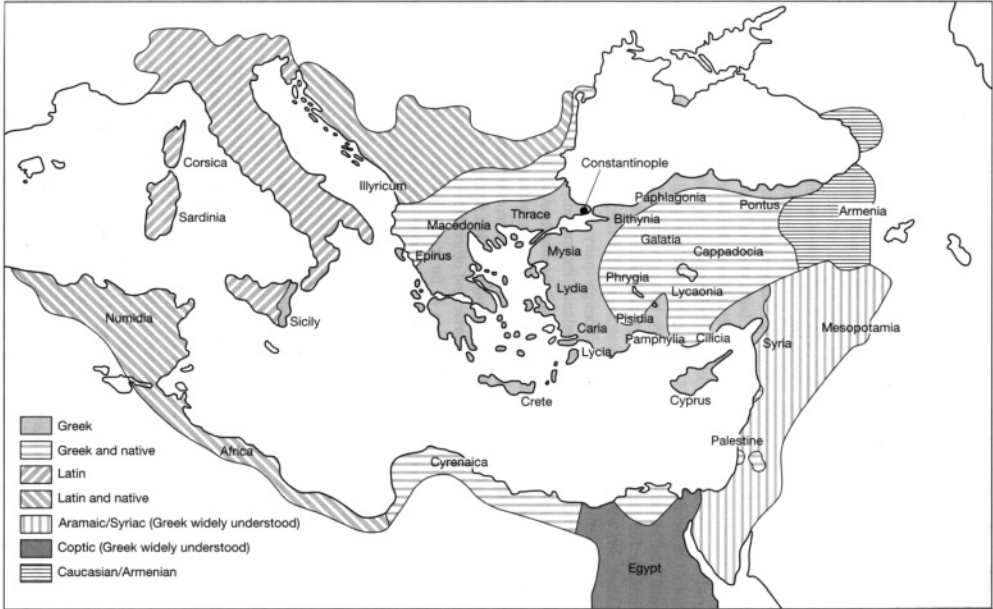 Corsica
Constantinople
Illyricum
Paphlagonia
Pontus
Armenia
Sardinia
Thrace
Bithynia
Macedonia
Galatia
Epirus
Mysia
Cappadocia
Phrygia
Lydia
Lycaonia
Numidia
Sicily
Pisidia
Mesopotamia
Caria
Pamphylia
Cilicia
Syria
Lycia
Crete
Cyprus
Palestine
Africa
Cyrenaica
Egypt
Greek
Greek and native
Latin
Latin and native
Aramaic/Syriac (Greek widely understood)
Coptic (Greek widely understood)
Caucasian/Armenian